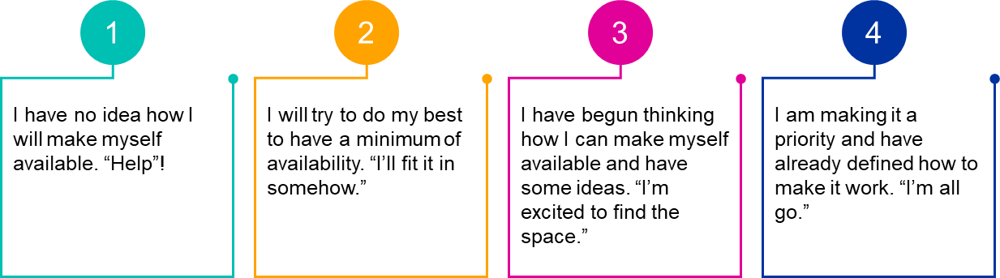 1
I have no idea how I
will make myself
available. “Help”!
2
I will try to do my best
to have a minimum of
availability. “I’ll fit it in
somehow.”
3
I have begun thinking
how I can make myself
available and have
some ideas. “I’m
excited to find the
space.”
4
I am making it a
priority and have
already defined how to
make it work. “I’m all
go.”